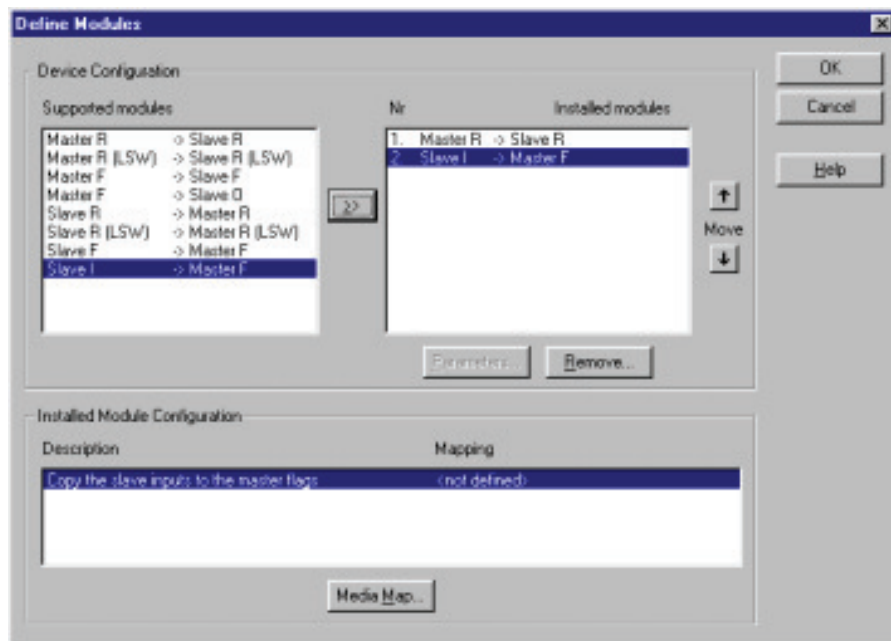 Define Modules
Device Configuration
Supported modules
Master R -> Slave R
Master R (LSW) -> Slave R (LSW)
Master F -> Slave F
Master F -> Slave O
Slave R -> Master R
Slave R (LSW) -> Master R (LSW)
Slave F -> Master F
Slave I -> Master F
>>
Nr Installed modules
1. Master R -> Slave R
2 Slave I -> Master F
Move
Parameters...
Remove...
OK
Cancel
Help
Installed Module Configuration
Description Mapping
Copy the slave inputs to the master flags <not defined>
Media Map...